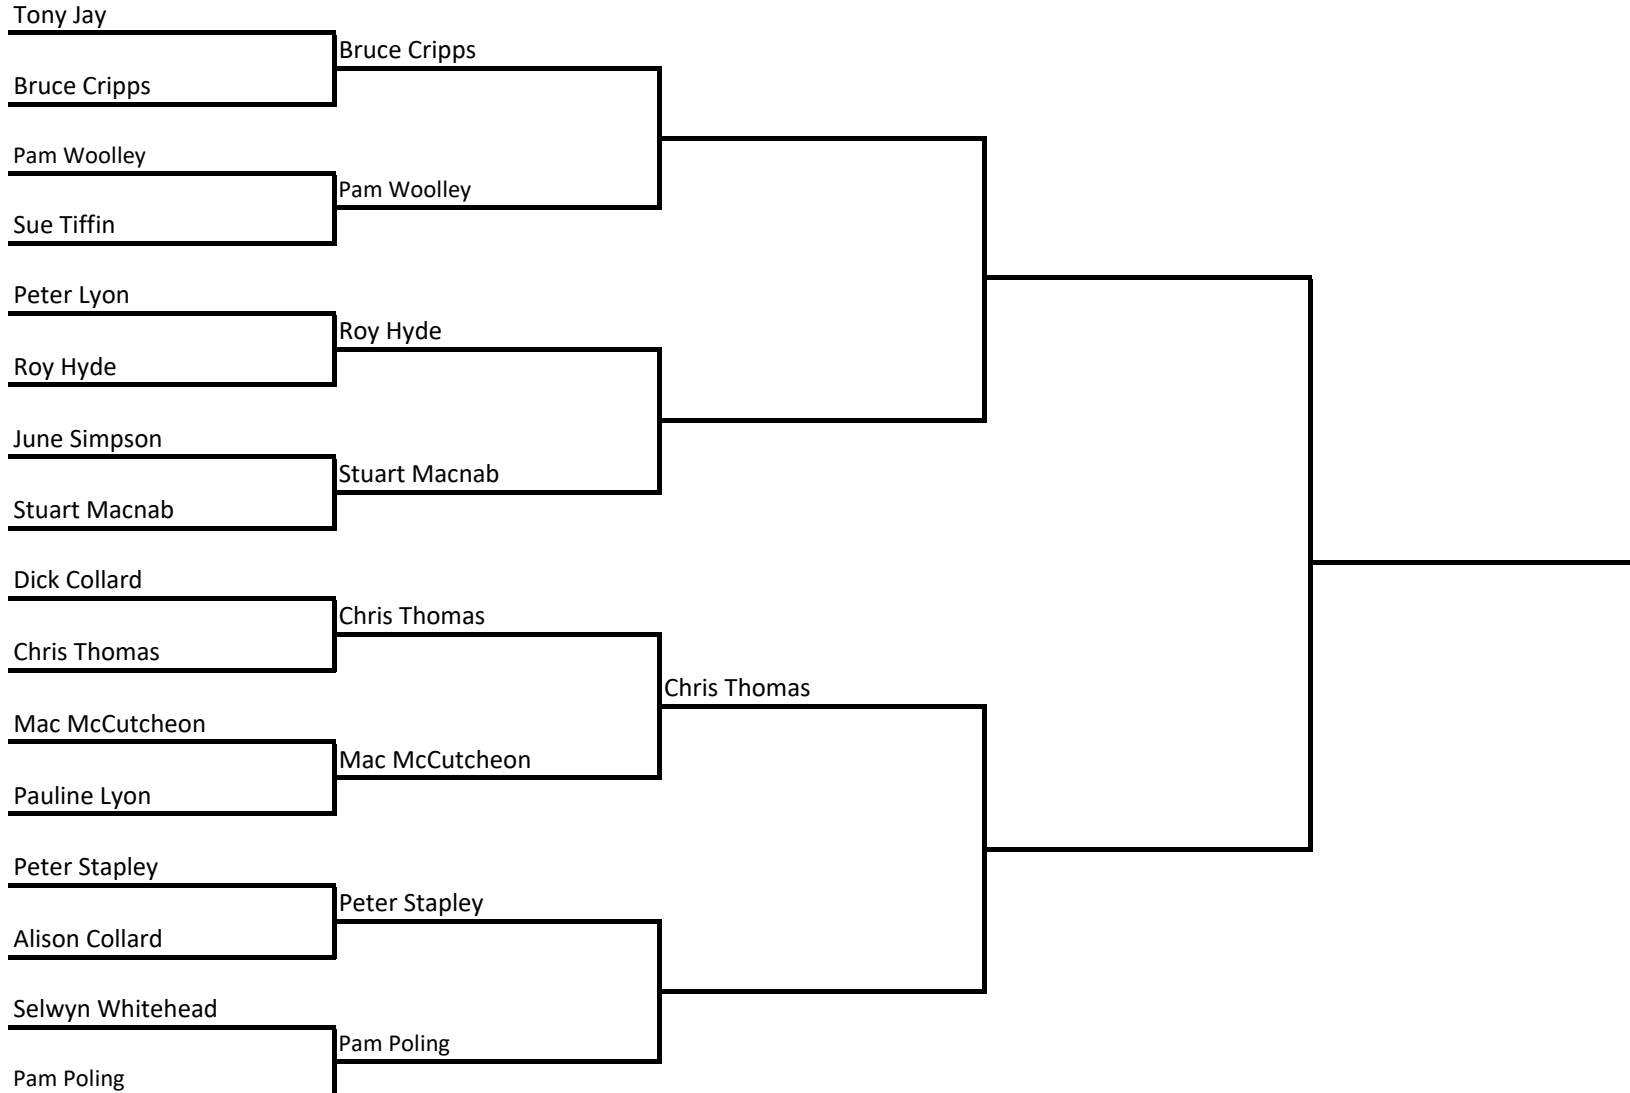 Tony Jay
Bruce Cripps
Bruce Cripps
Pam Woolley
Pam Woolley
Sue Tiffin
Peter Lyon
Roy Hyde
Roy Hyde
June Simpson
Stuart Macnab
Stuart Macnab
Dick Collard
Chris Thomas
Chris Thomas
Chris Thomas
Mac McCutcheon
Mac McCutcheon
Pauline Lyon
Peter Stapley
Peter Stapley
Alison Collard
Selwyn Whitehead
Pam Poling
Pam Poling